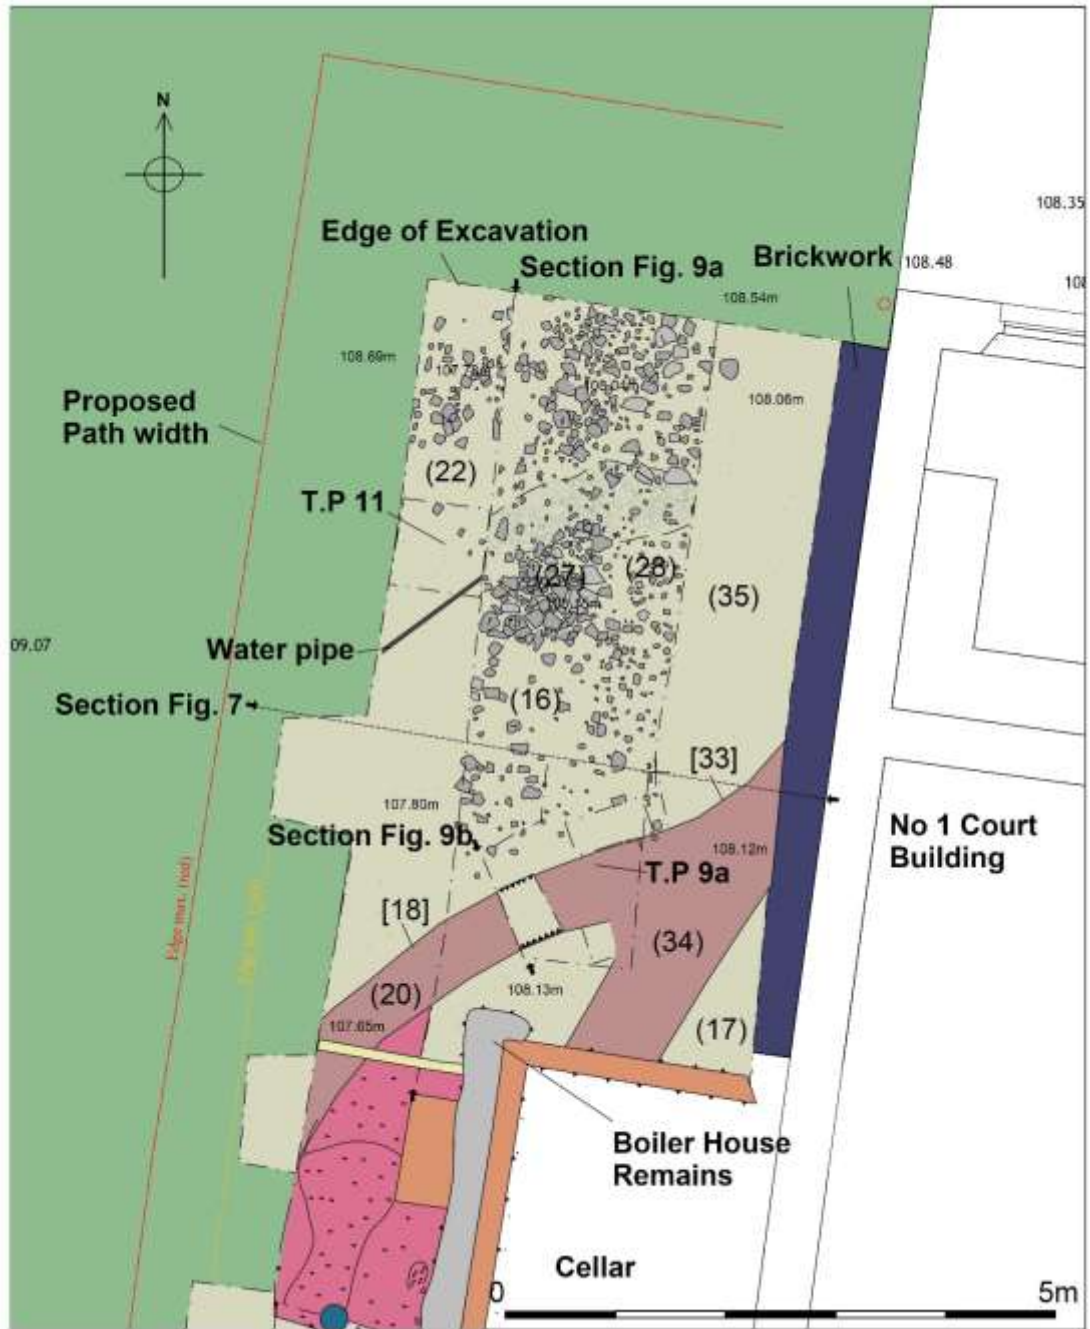 N
108.35
Edge of Excavation
Section Fig. 9a
Brickwork
108.48
108.54m
108.69m
108.06m
Proposed
Path width
(22)
T.P 11
(27)
(28)
(35)
09.07
Water pipe
(16)
Section Fig. 7
[33]
107.80m
Section Fig. 9b
108.12m
No 1 Court
Building
T.P 9a
[18]
(34)
Edge max. (red)
(20)
108.13m
107.65m
(17)
Boiler House
Remains
Cellar
0
5m